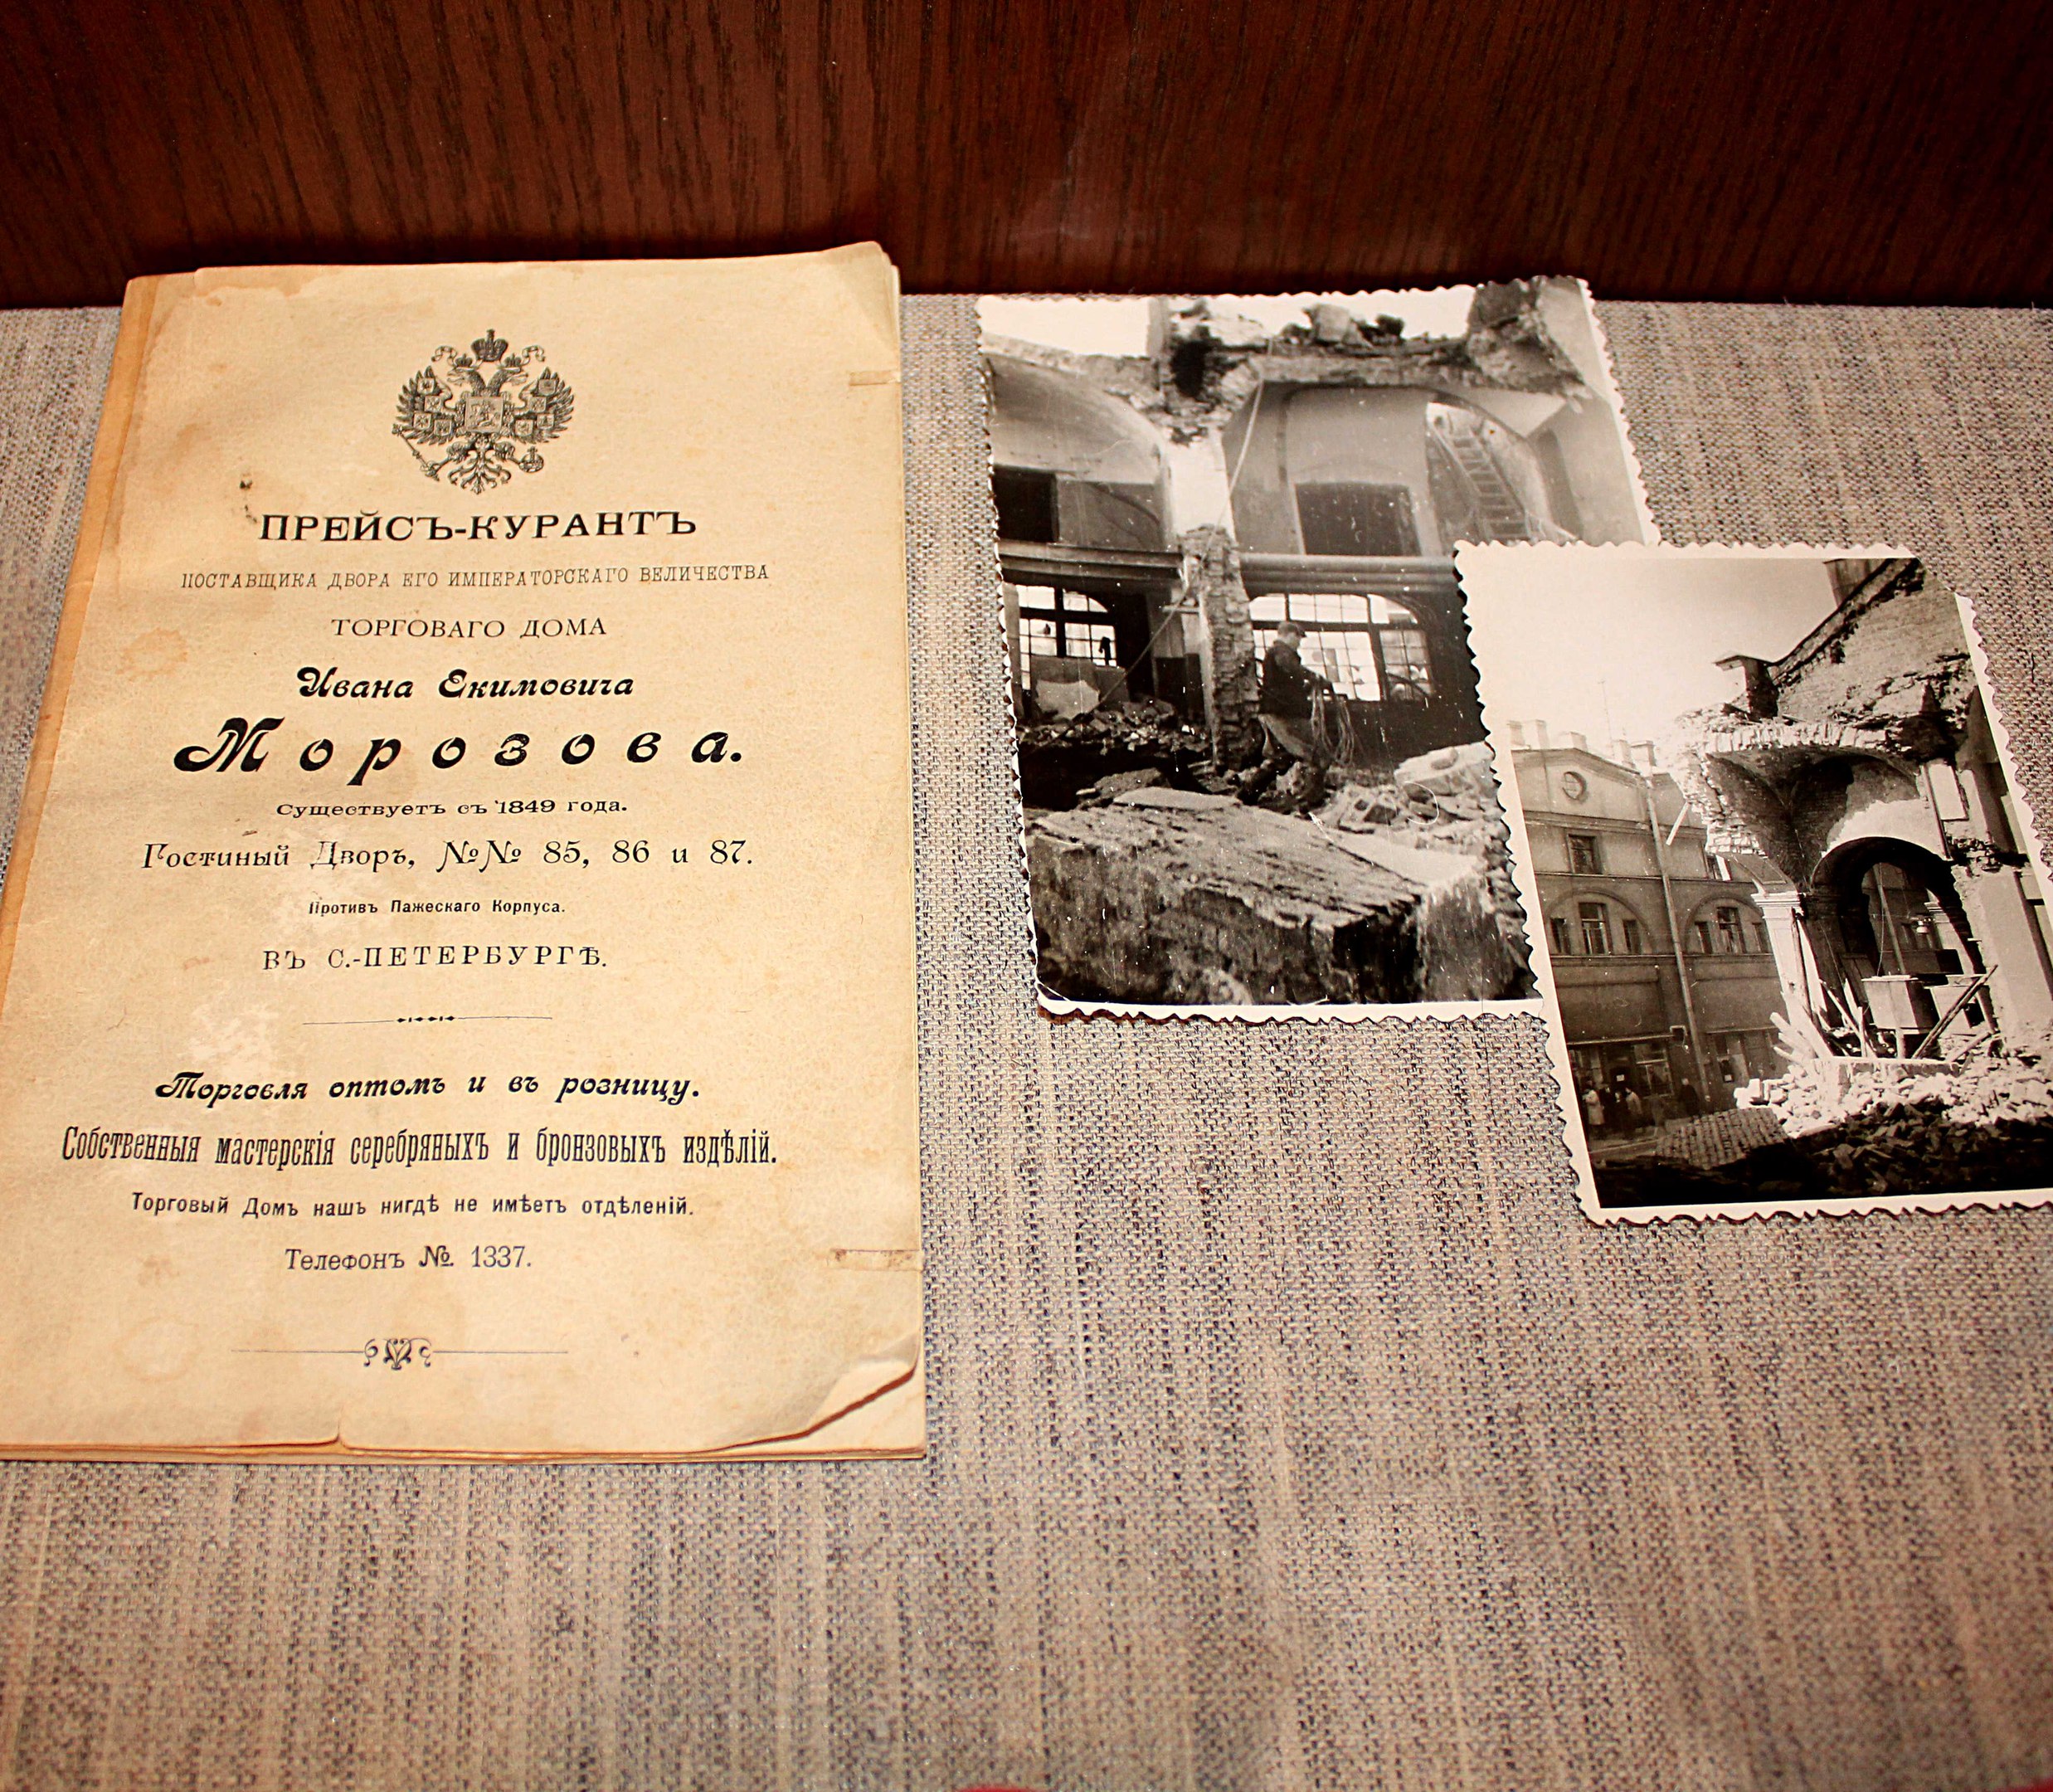 ПРЕЙСЪ-КУРАНТЪ
ПОСТАВЩИКА ДВОРА ЕГО ИМПЕРАТОРСКАГО ВЕЛИЧЕСТВА
ТОРГОВАГО ДОМА
Ивана Екимовича
Морозова.
Существуетъ съ 1849 года.
Гостиный Дворъ, №№ 85, 86 и 87.
Противъ Пажескаго Корпуса.
ВЪ С.-ПЕТЕРБУРГѢ.
Торговля оптомъ и въ розницу.
Собственныя мастерскія серебряныхъ и бронзовыхъ издѣлій.
Торговый Домъ нашъ нигдѣ не имѣетъ отдѣленій.
Телефонъ № 1337.